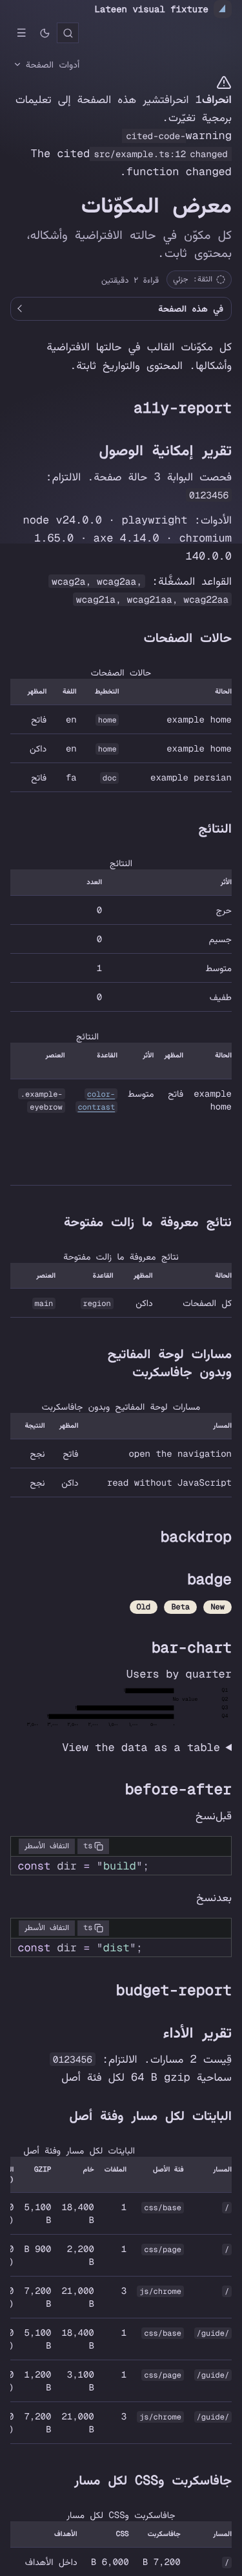 Lateen visual fixture
أدوات الصفحة
انحراف1 انحرافتشير هذه الصفحة إلى تعليمات
برمجية تغيّرت.
cited-code-warning
The cited src/example.ts:12 changed
function changed.
معرض المكوّنات
كل مكوّن في حالته الافتراضية وأشكاله،
بمحتوى ثابت.
الثقة: جزئي
قراءة ٢ دقيقتين
في هذه الصفحة
كل مكوّنات القالب في حالتها الافتراضية
وأشكالها. المحتوى والتواريخ ثابتة.
a11y-report
تقرير إمكانية الوصول
فحصت البوابة 3 حالة صفحة. الالتزام:
0123456
الأدوات: node v24.0.0 · playwright
1.65.0 · axe 4.14.0 · chromium
140.0.0
القواعد المشغَّلة: wcag2a, wcag2aa,
wcag21a, wcag21aa, wcag22aa
حالات الصفحات
حالات الصفحات
الحالة التخطيط اللغة المظهر
example home home en فاتح
example home home en داكن
example persian doc fa فاتح
النتائج
النتائج
الأثر العدد
حرج 0
جسيم 0
متوسط 1
طفيف 0
النتائج
الحالة المظهر الأثر القاعدة العنصر
example home فاتح متوسط color-contrast .example-eyebrow
نتائج معروفة ما زالت مفتوحة
نتائج معروفة ما زالت مفتوحة
الحالة المظهر القاعدة العنصر
كل الصفحات داكن region main
مسارات لوحة المفاتيح
وبدون جافاسكربت
مسارات لوحة المفاتيح وبدون جافاسكربت
المسار المظهر النتيجة
open the navigation فاتح نجح
read without JavaScript داكن نجح
backdrop
badge
New Beta Old
bar-chart
Users by quarter
View the data as a table
before-after
قبلنسخ
ts التفاف الأسطر
const dir = "build";
بعدنسخ
ts التفاف الأسطر
const dir = "dist";
budget-report
تقرير الأداء
قِيست 2 مسارات. الالتزام: 0123456
سماحية 64 B gzip لكل فئة أصل
البايتات لكل مسار وفئة أصل
البايتات لكل مسار وفئة أصل
المسار فئة الأصل الملفات خام GZIP
/ css/base 1 18,400 B 5,100 B
/ css/page 1 2,200 B 900 B
/ js/chrome 3 21,000 B 7,200 B
/guide/ css/base 1 18,400 B 5,100 B
/guide/ css/page 1 3,100 B 1,200 B
/guide/ js/chrome 3 21,000 B 7,200 B
جافاسكربت وCSS لكل مسار
جافاسكربت وCSS لكل مسار
المسار جافاسكربت CSS الأهداف
/ 7,200 B 6,000 B داخل الأهداف